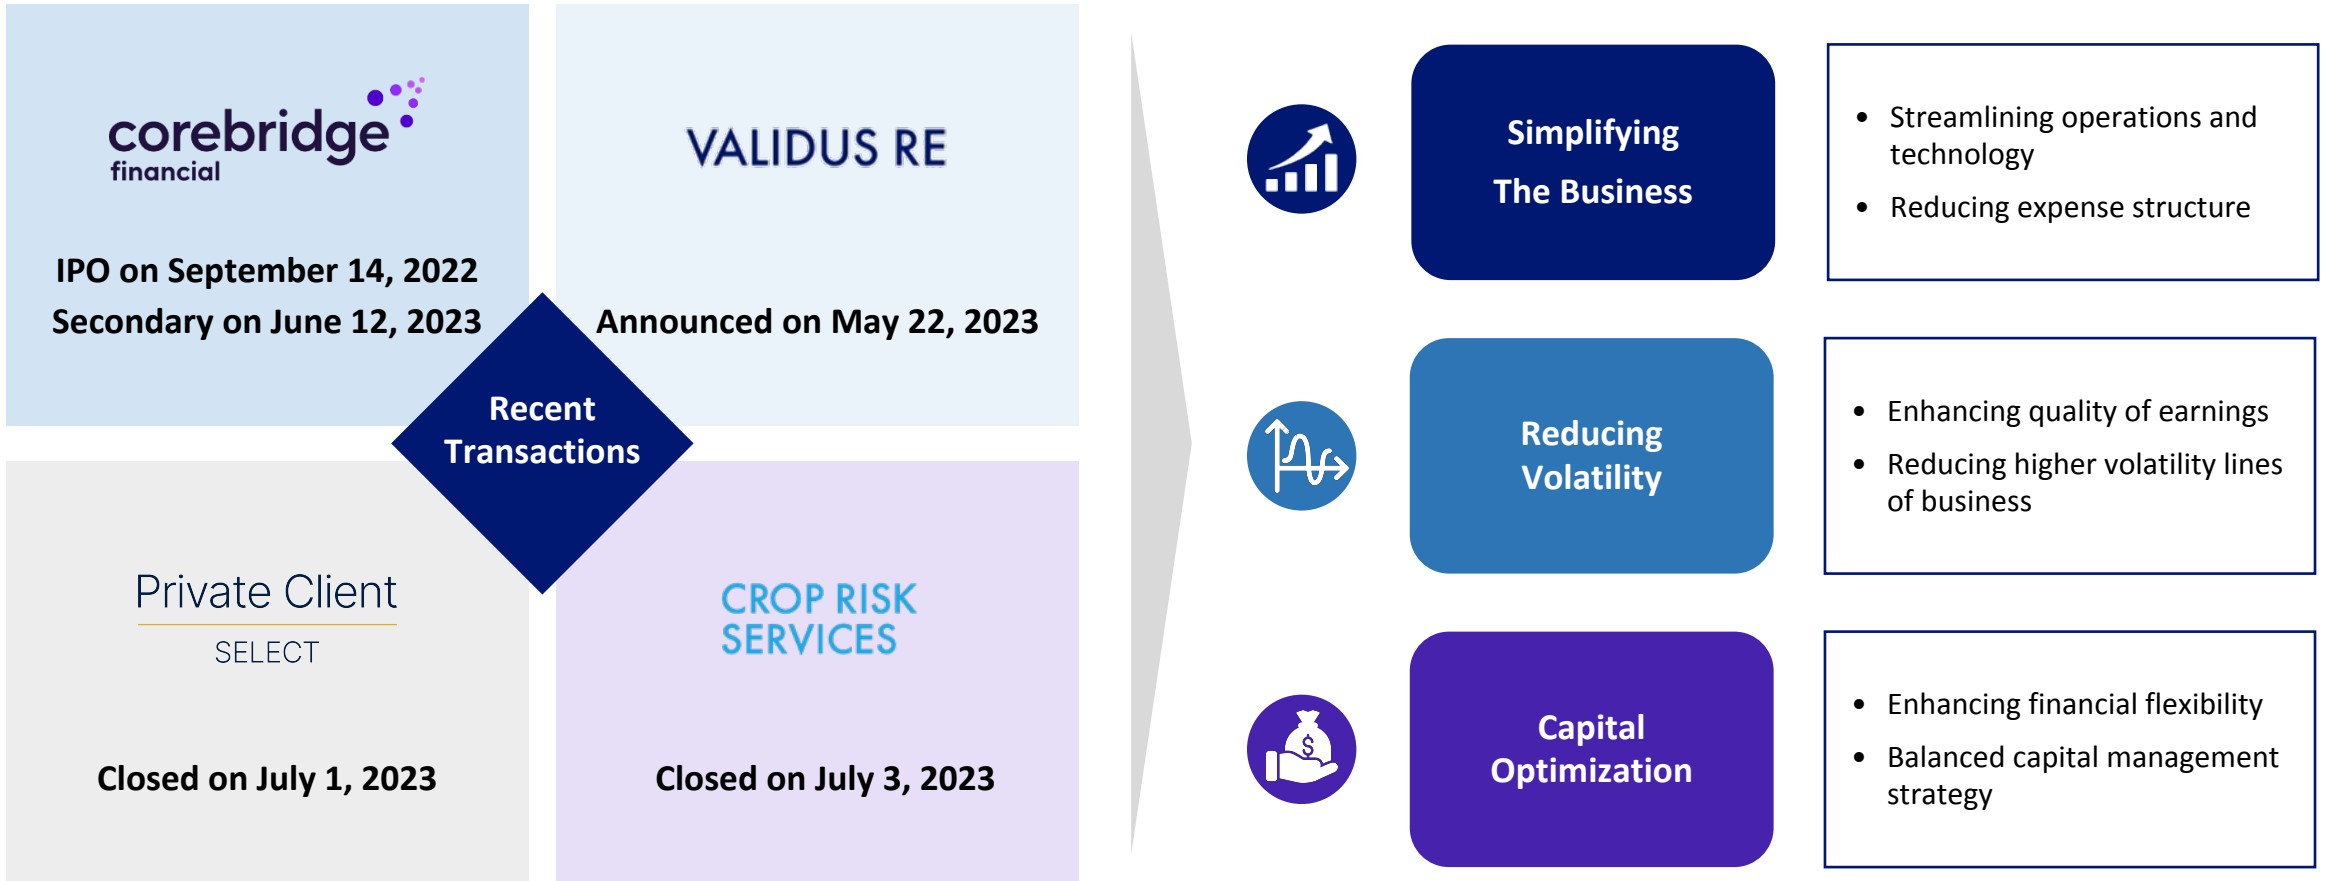 corebridge
financial
IPO on September 14, 2022
Secondary on June 12, 2023
VALIDUS RE
Announced on May 22, 2023
Recent
Transactions
Private Client
SELECT
Closed on July 1, 2023
CROP RISK
SERVICES
Closed on July 3, 2023
Simplifying
The Business
• Streamlining operations and
technology
• Reducing expense structure
Reducing
Volatility
• Enhancing quality of earnings
• Reducing higher volatility lines
of business
$
Capital
Optimization
• Enhancing financial flexibility
• Balanced capital management
strategy